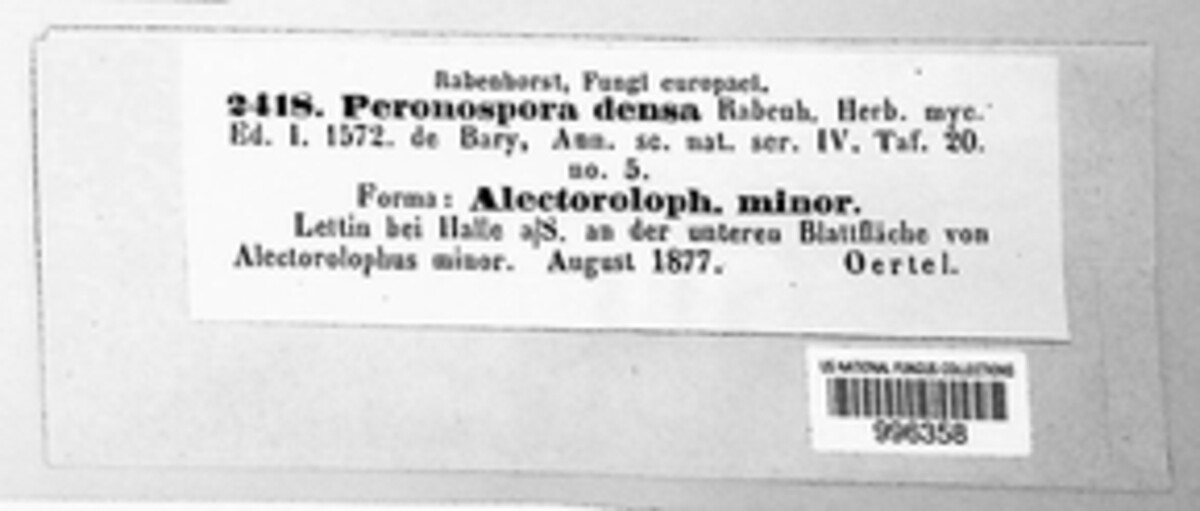 Rabenhorst, Fungi europaei.
2418. Peronospora densa Rabenh. Herb. myc.
Ed. I. 1572. de Bary, Ann. sc. nat. ser. IV. Taf. 20.
no. 5.
Forma: Alectoroloph. minor.
Lettin bei Halle a|S. an der unteren Blattfläche von
Alectorolophus minor. August 1877. Oertel.
US NATIONAL FUNGUS COLLECTIONS
996358